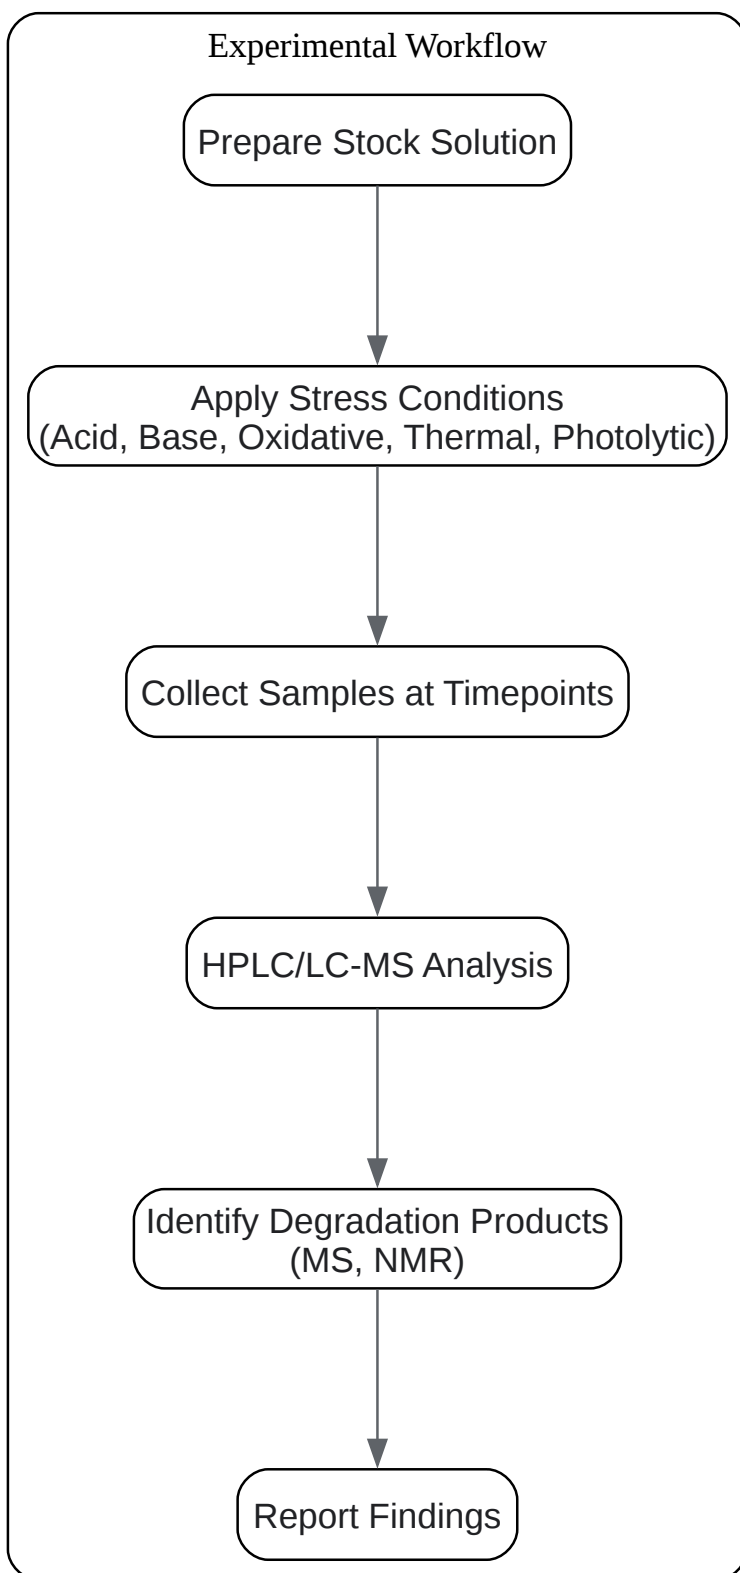 Experimental Workflow
Prepare Stock Solution
Apply Stress Conditions
(Acid, Base, Oxidative, Thermal, Photolytic)
Collect Samples at Timepoints
HPLC/LC-MS Analysis
Identify Degradation Products
(MS, NMR)
Report Findings